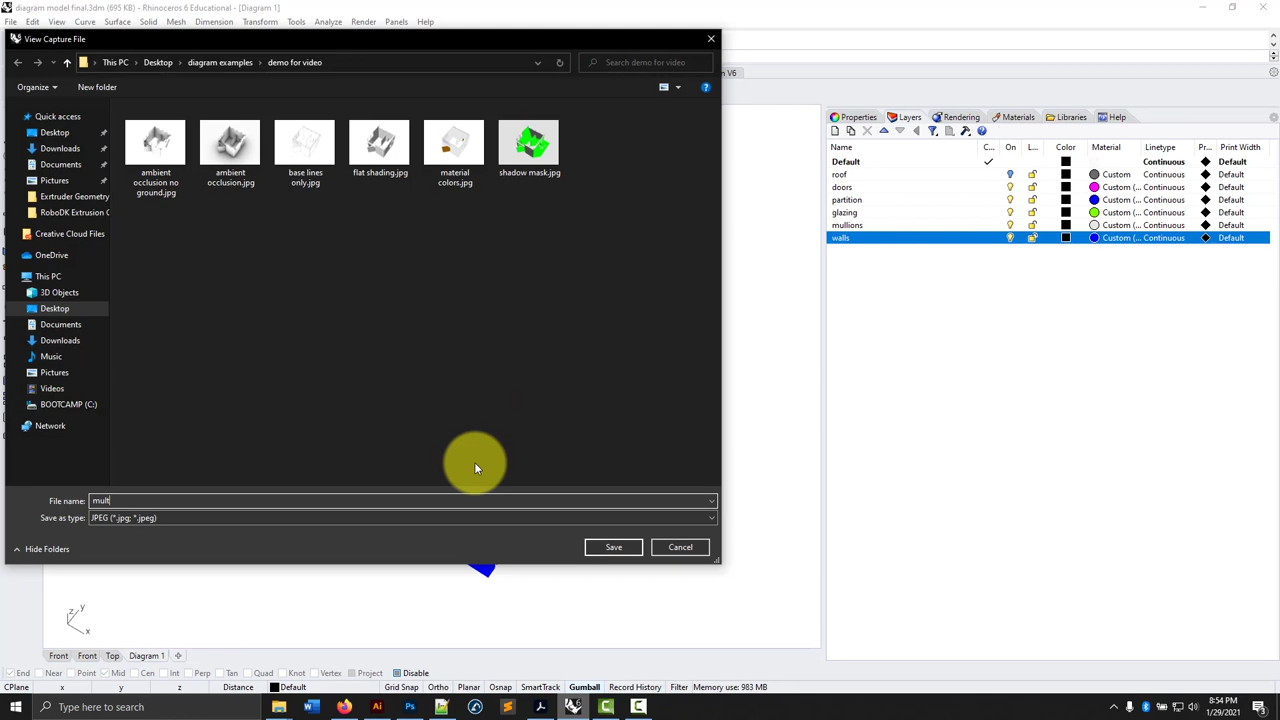 diagram model final.3dm (695 KB) - Rhinoceros 6 Educational - [Diagram 1]
File Edit View Curve Surface Solid Mesh Dimension Transform Tools Analyze Render Panels Help
View Capture File
This PC > Desktop > diagram examples > demo for video
Search demo for video
m V6
Organize New folder
Properties Layers Rendering Materials Libraries Help
Quick access
Desktop
Downloads
Documents
Pictures
Exrtruder Geometry
RoboDK Extrusion C
Creative Cloud Files
OneDrive
This PC
3D Objects
Desktop
Documents
Downloads
Music
Pictures
Videos
BOOTCAMP (C:)
Network
ambient occlusion no ground.jpg
ambient occlusion.jpg
base lines only.jpg
flat shading.jpg
material colors.jpg
shadow mask.jpg
Name C... On L... Color Material Linetype Pr... Print Width
Default Continuous Default
roof Custom Continuous Default
doors Custom (... Continuous Default
partition Custom (... Continuous Default
glazing Custom (... Continuous Default
mullions Custom (... Continuous Default
walls Custom (... Continuous Default
File name: mult
Save as type: JPEG (*.jpg; *.jpeg)
Hide Folders Save Cancel
z y
x
Front Front Top Diagram 1
End Near Point Mid Cen Int Perp Tan Quad Knot Vertex Project Disable
CPlane x y z Distance Default Grid Snap Ortho Planar Osnap SmartTrack Gumball Record History Filter Memory use: 983 MB
Type here to search
8:54 PM
1/29/2021